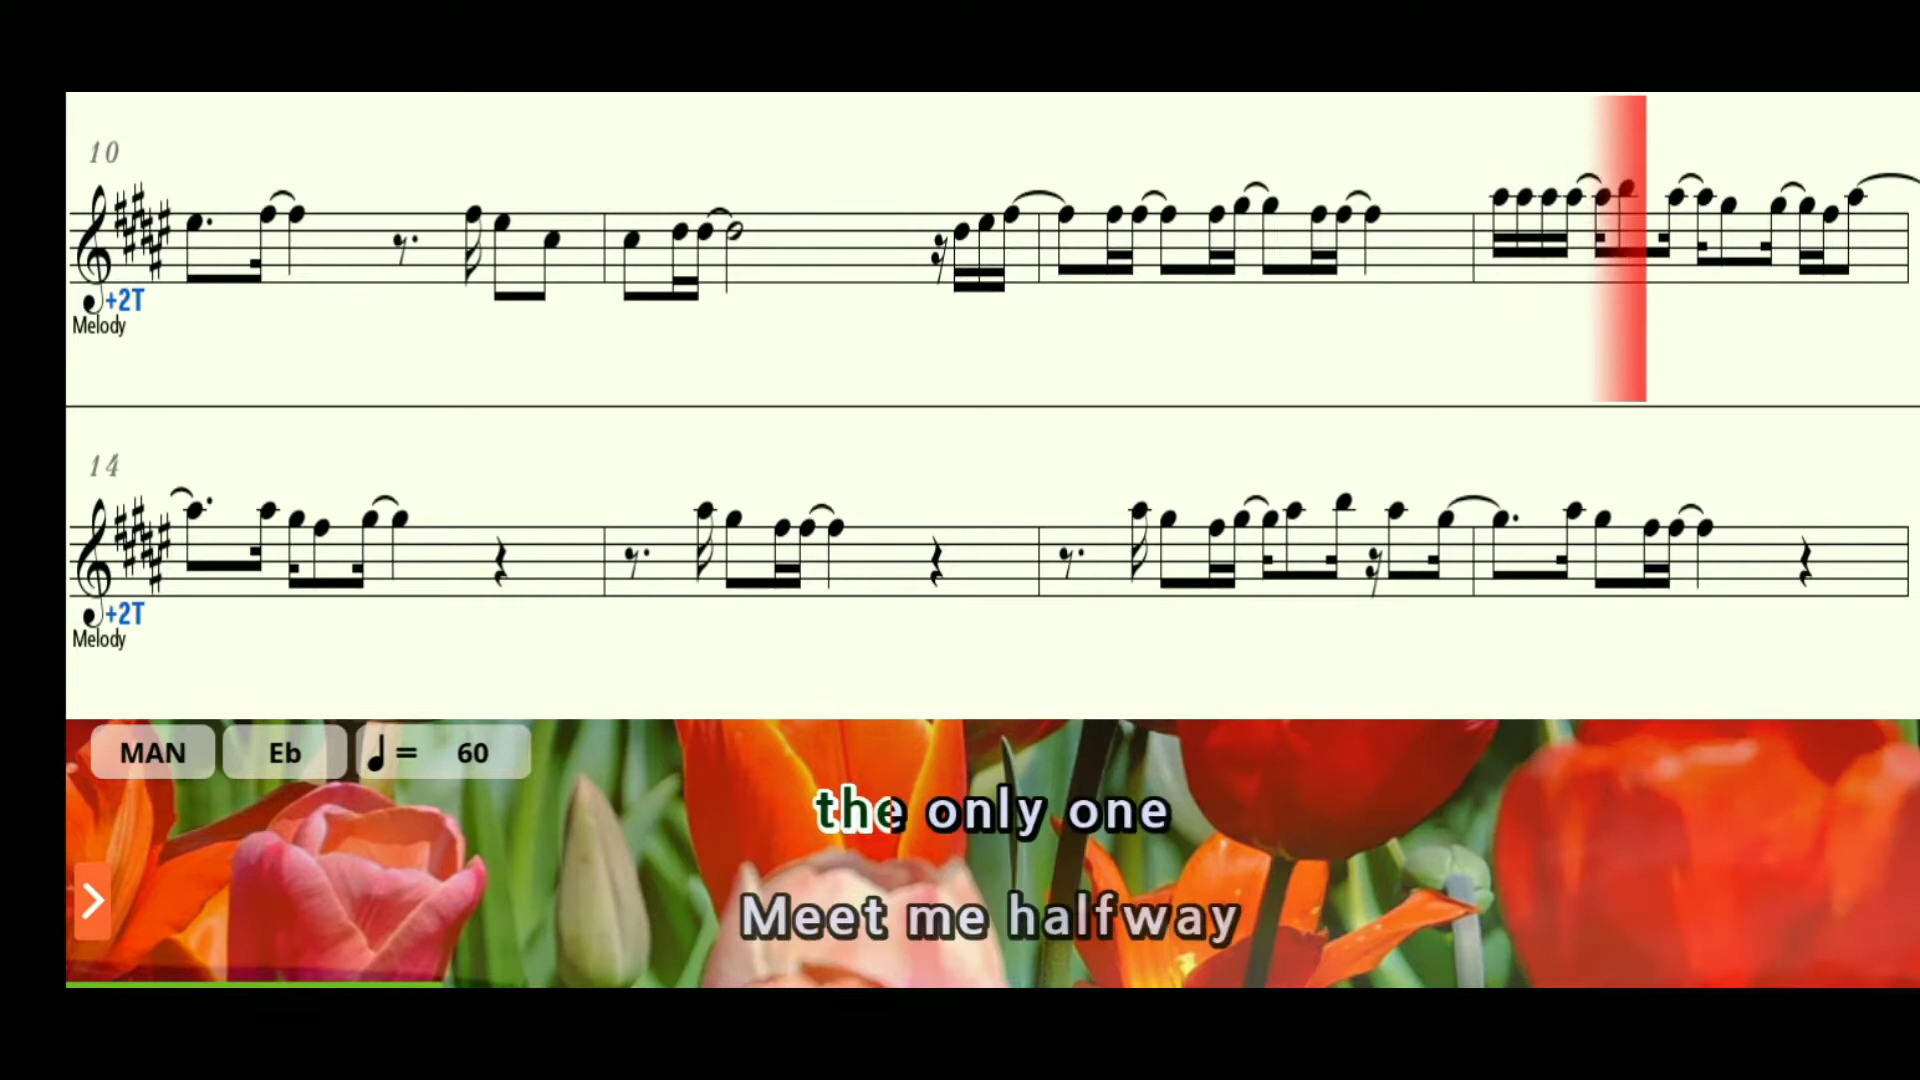 10
+2T
Melody
14
+2T
Melody
MAN Eb ♩ = 60
the only one
Meet me halfway